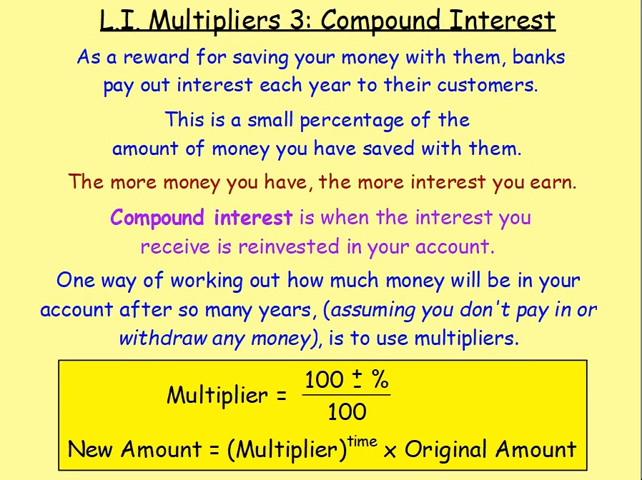 L.I. Multipliers 3: Compound Interest
As a reward for saving your money with them, banks
pay out interest each year to their customers.
This is a small percentage of the
amount of money you have saved with them.
The more money you have, the more interest you earn.
Compound interest is when the interest you
receive is reinvested in your account.
One way of working out how much money will be in your
account after so many years, (assuming you don't pay in or
withdraw any money), is to use multipliers.
Multiplier = 100 ± %
100
New Amount = (Multiplier)^time x Original Amount